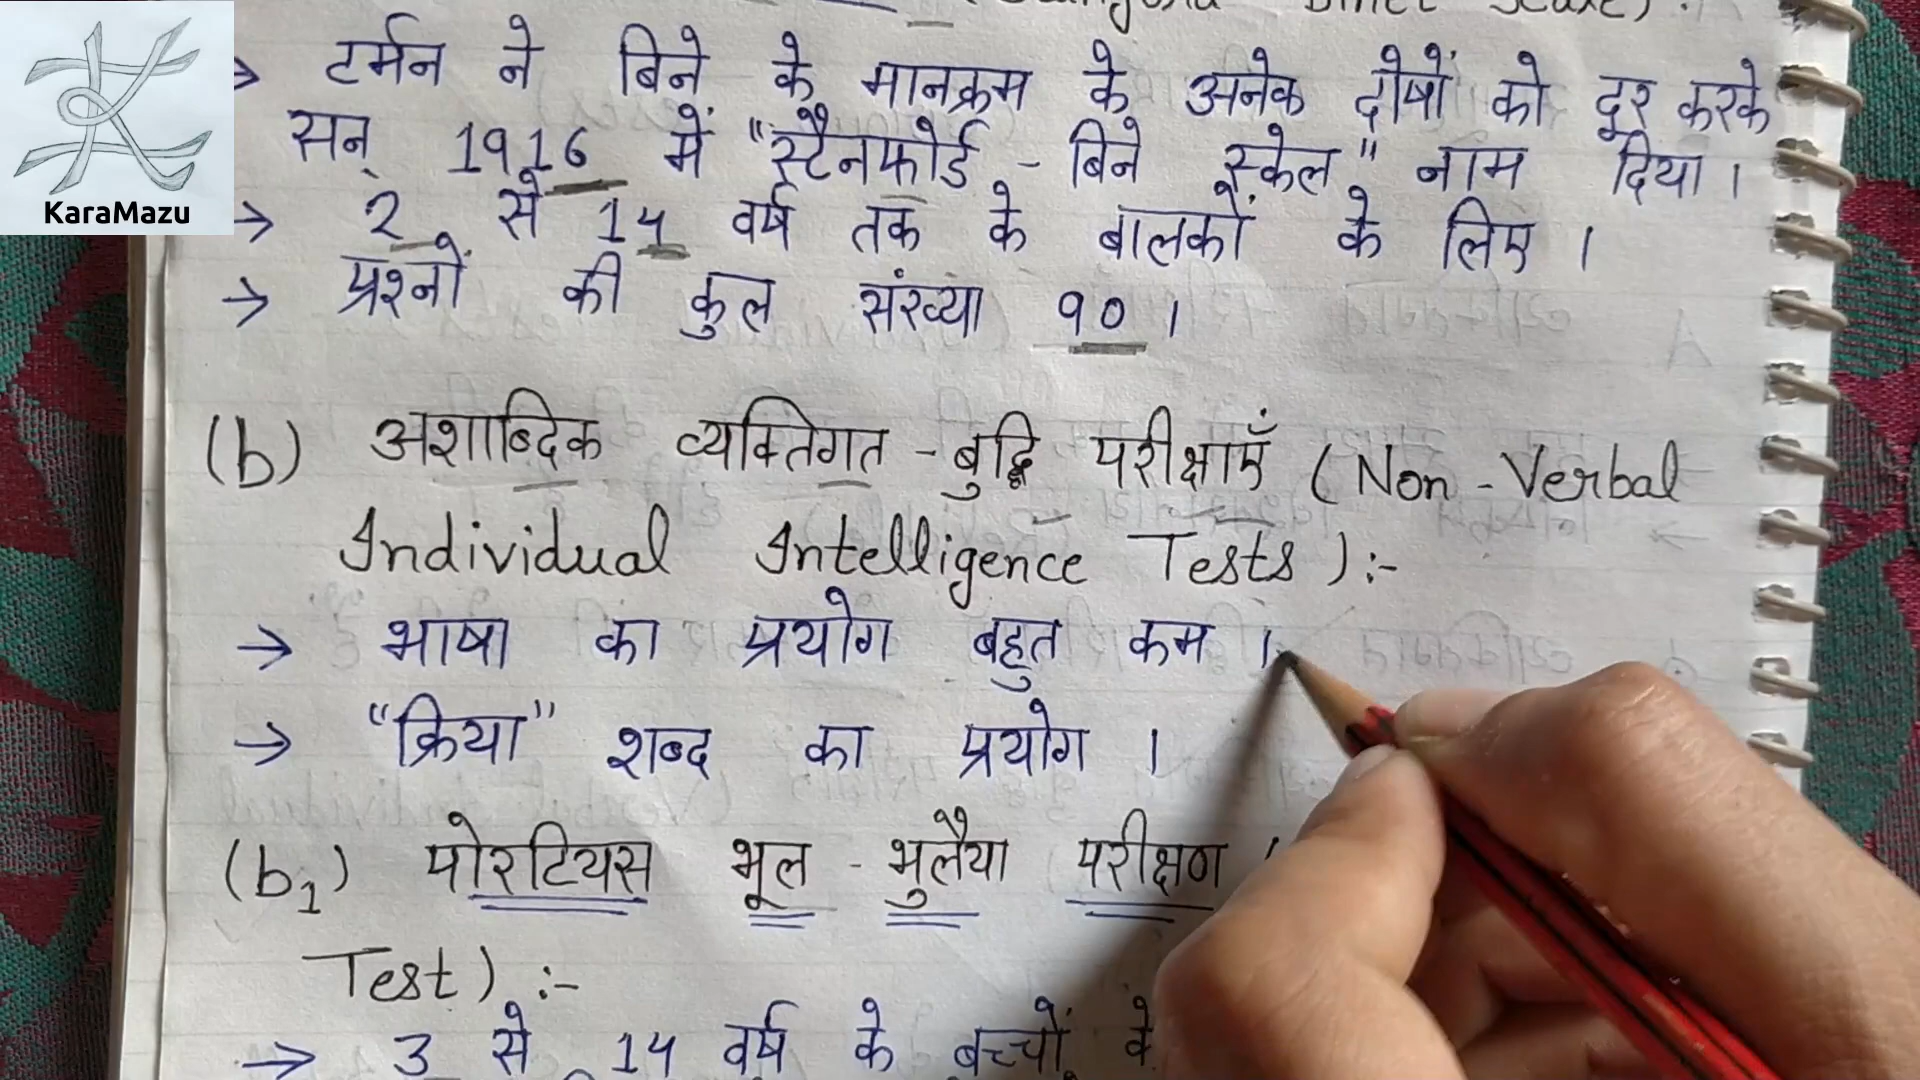 KaraMazu
→ टर्मन ने बिने के मानक्रम के अनेक दोषों को दूर करके
सन् 1916 में "स्टैनफोर्ड - बिने स्केल" नाम दिया ।
→ 2 से 14 वर्ष तक के बालकों के लिए ।
→ प्रश्नों की कुल संख्या 90 ।
(b) अशाब्दिक व्यक्तिगत - बुद्धि परीक्षाएँ (Non - Verbal
Individual Intelligence Tests) :-
→ भाषा का प्रयोग बहुत कम ।
→ "क्रिया" शब्द का प्रयोग ।
(b1) पोरटियस भूल - भुलैया परीक्षण (
Test) :-
→ 3 से 14 वर्ष के बच्चों के